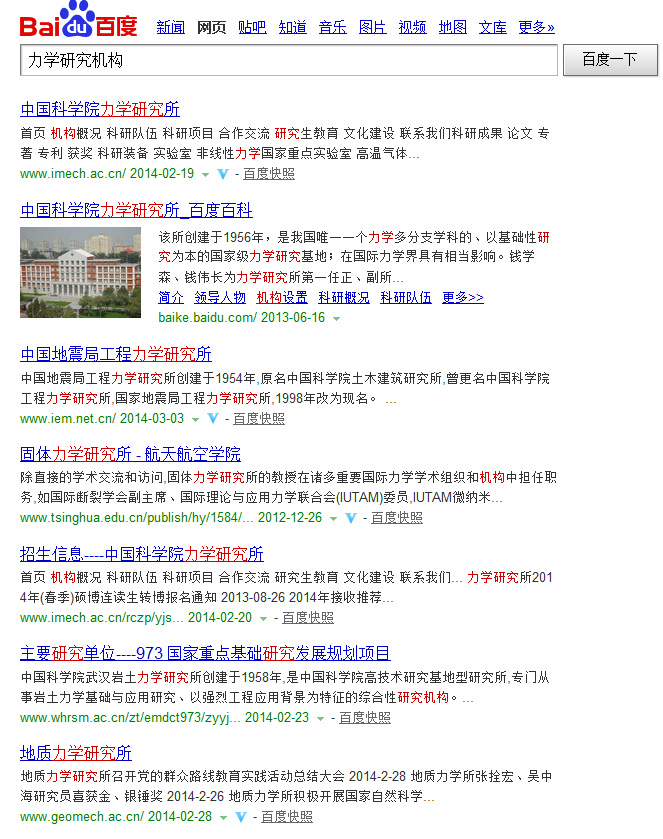 Bai du 百度 新闻 网页 贴吧 知道 音乐 图片 视频 地图 文库 更多»
力学研究机构 百度一下
中国科学院力学研究所
首页 机构概况 科研队伍 科研项目 合作交流 研究生教育 文化建设 联系我们科研成果 论文 专
著 专利 获奖 科研装备 实验室 非线性力学国家重点实验室 高温气体...
www.imech.ac.cn/ 2014-02-19 - 百度快照
中国科学院力学研究所_百度百科
该所创建于1956年，是我国唯一一个力学多分支学科的、以基础性研
究为本的国家级力学研究基地；在国际力学界具有相当影响。钱学
森、钱伟长为力学研究所第一任正、副所...
简介 领导人物 机构设置 科研概况 科研队伍 更多>>
baike.baidu.com/ 2013-06-16
中国地震局工程力学研究所
中国地震局工程力学研究所创建于1954年,原名中国科学院土木建筑研究所,曾更名中国科学院
工程力学研究所,国家地震局工程力学研究所,1998年改为现名。 ...
www.iem.net.cn/ 2014-03-03 - 百度快照
固体力学研究所 - 航天航空学院
除直接的学术交流和访问,固体力学研究所的教授在诸多重要国际力学学术组织和机构中担任职
务,如国际断裂学会副主席、国际理论与应用力学联合会(IUTAM)委员,IUTAM微纳米...
www.tsinghua.edu.cn/publish/hy/1584/... 2012-12-26 - 百度快照
招生信息----中国科学院力学研究所
首页 机构概况 科研队伍 科研项目 合作交流 研究生教育 文化建设 联系我们... 力学研究所201
4年(春季)硕博连读生转博报名通知 2013-08-26 2014年接收推荐...
www.imech.ac.cn/rczp/yjs... 2014-02-20 - 百度快照
主要研究单位----973 国家重点基础研究发展规划项目
中国科学院武汉岩土力学研究所创建于1958年,是中国科学院高技术研究基地型研究所,专门从
事岩土力学基础与应用研究、以强烈工程应用背景为特征的综合性研究机构。...
www.whrsm.ac.cn/zt/emdct973/zyyj... 2014-02-23 - 百度快照
地质力学研究所
地质力学研究所召开党的群众路线教育实践活动总结大会 2014-2-28 地质力学所张拴宏、吴中
海研究员喜获金、银锤奖 2014-2-26 地质力学所积极开展国家自然科学...
www.geomech.ac.cn/ 2014-02-28 - 百度快照